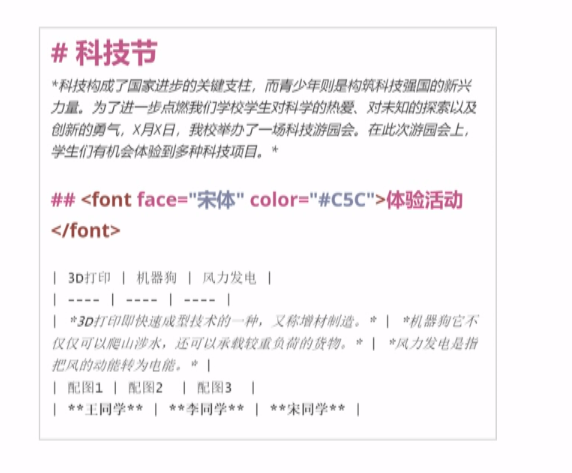 # 科技节
*科技构成了国家进步的关键支柱，而青少年则是构筑科技强国的新兴
力量。为了进一步点燃我们学校学生对科学的热爱、对未知的探索以及
创新的勇气，X月X日，我校举办了一场科技游园会。在此次游园会上，
学生们有机会体验到多种科技项目。*
## <font face="宋体" color="#C5C">体验活动
</font>
| 3D打印 | 机器狗 | 风力发电 |
| ---- | ---- | ---- |
| *3D打印即快速成型技术的一种，又称增材制造。* | *机器狗它不
仅仅可以爬山涉水，还可以承载较重负荷的货物。* | *风力发电是指
把风的动能转为电能。* |
| 配图1 | 配图2  | 配图3  |
| **王同学** | **李同学** | **宋同学** |